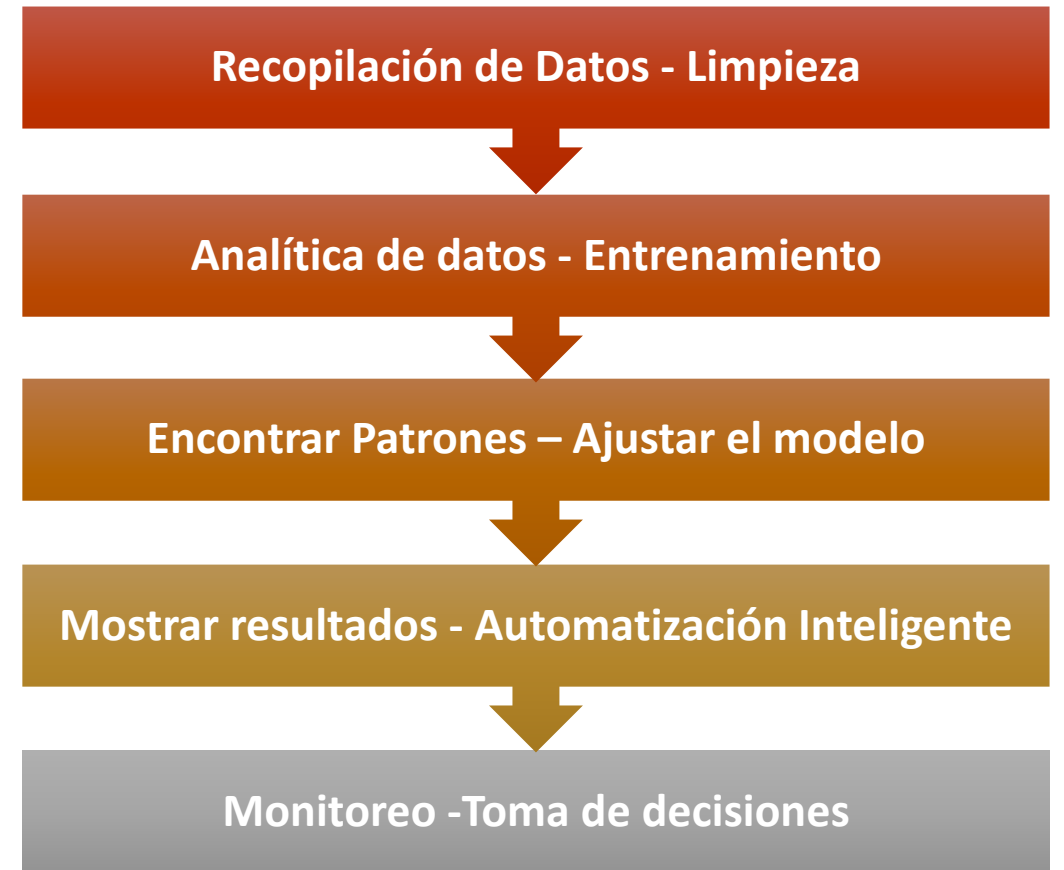 Recopilación de Datos - Limpieza
Analítica de datos - Entrenamiento
Encontrar Patrones – Ajustar el modelo
Mostrar resultados - Automatización Inteligente
Monitoreo -Toma de decisiones